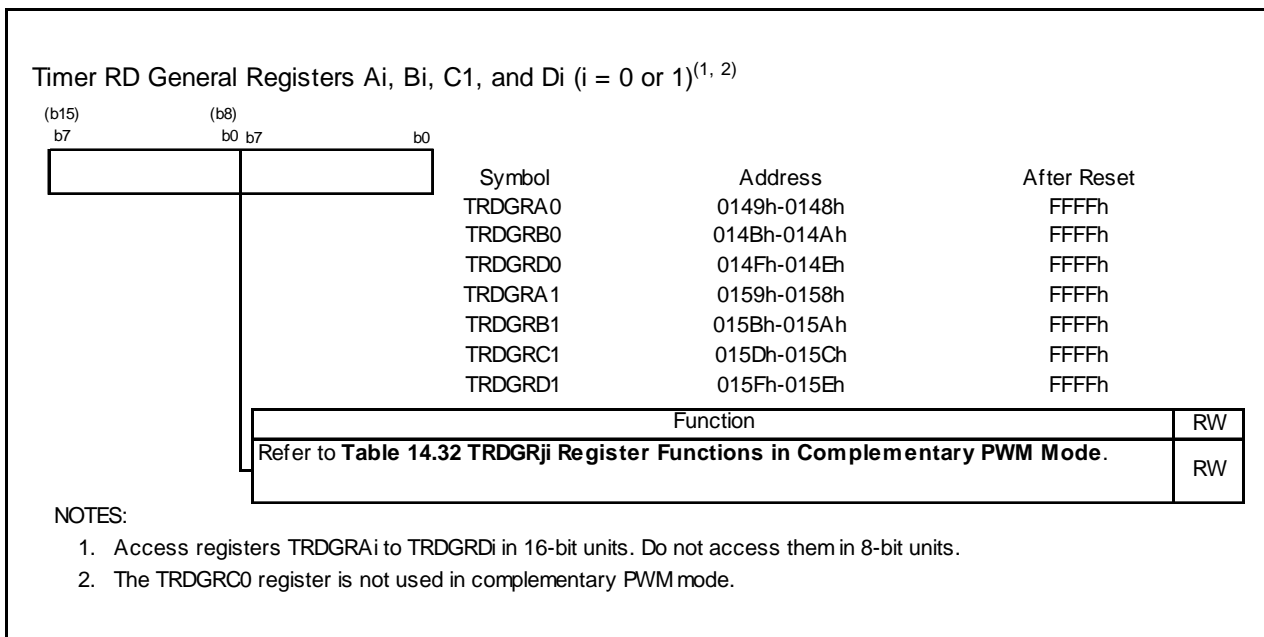 Timer RD General Registers Ai, Bi, C1, and Di (i = 0 or 1)(1, 2)
(b15) (b8)
b7 b0 b7 b0
Symbol Address After Reset
TRDGRA0 0149h-0148h FFFFh
TRDGRB0 014Bh-014Ah FFFFh
TRDGRD0 014Fh-014Eh FFFFh
TRDGRA1 0159h-0158h FFFFh
TRDGRB1 015Bh-015Ah FFFFh
TRDGRC1 015Dh-015Ch FFFFh
TRDGRD1 015Fh-015Eh FFFFh
Function RW
Refer to Table 14.32 TRDGRji Register Functions in Complementary PWM Mode.
RW
NOTES:
1. Access registers TRDGRAi to TRDGRDi in 16-bit units. Do not access them in 8-bit units.
2. The TRDGRC0 register is not used in complementary PWM mode.